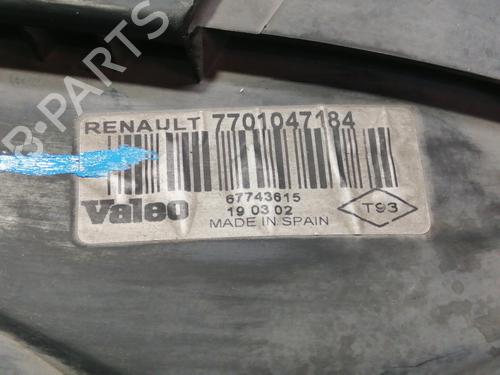 B-PARTS
RENAULT 7701047184
Valeo
67743615
19 03 02
MADE IN SPAIN
T93